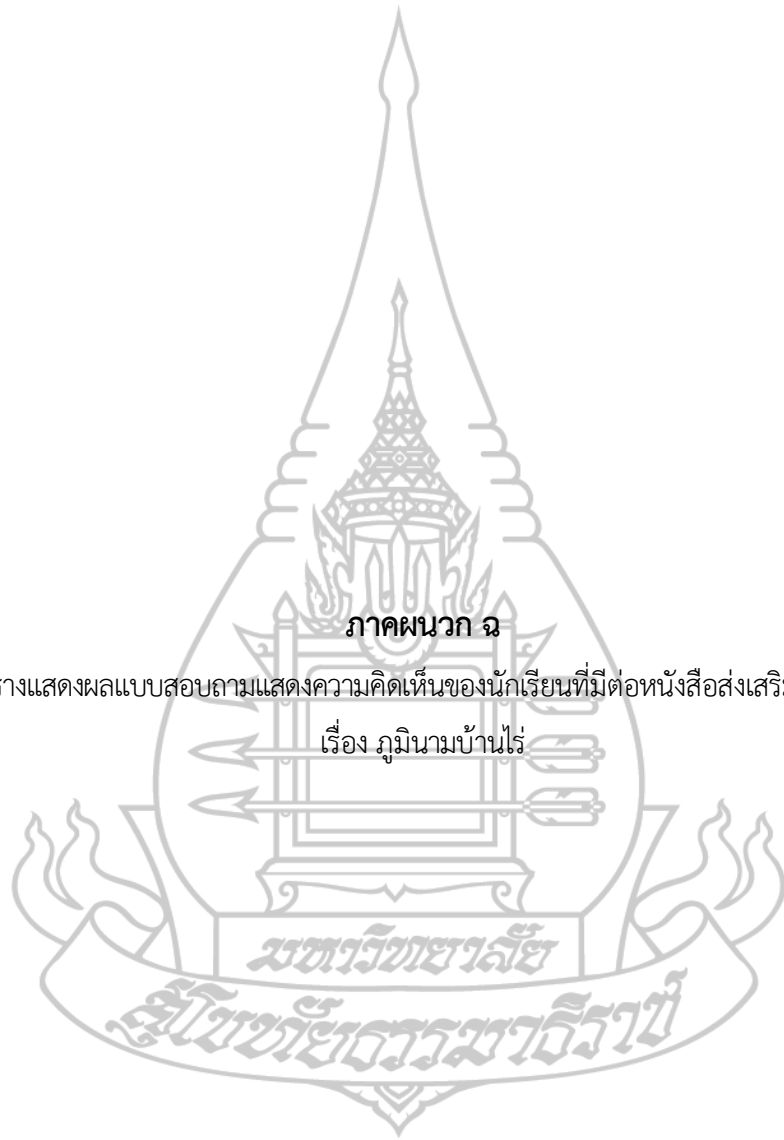 ภาคผนวก ฉ
รางแสดงผลแบบสอบถามแสดงความคิดเห็นของนักเรียนที่มีต่อหนังสือส่งเสริ
เรื่อง ภูมินามบ้านไร่
มหาวิทยาลัย
สุโขทัยธรรมาธิราช